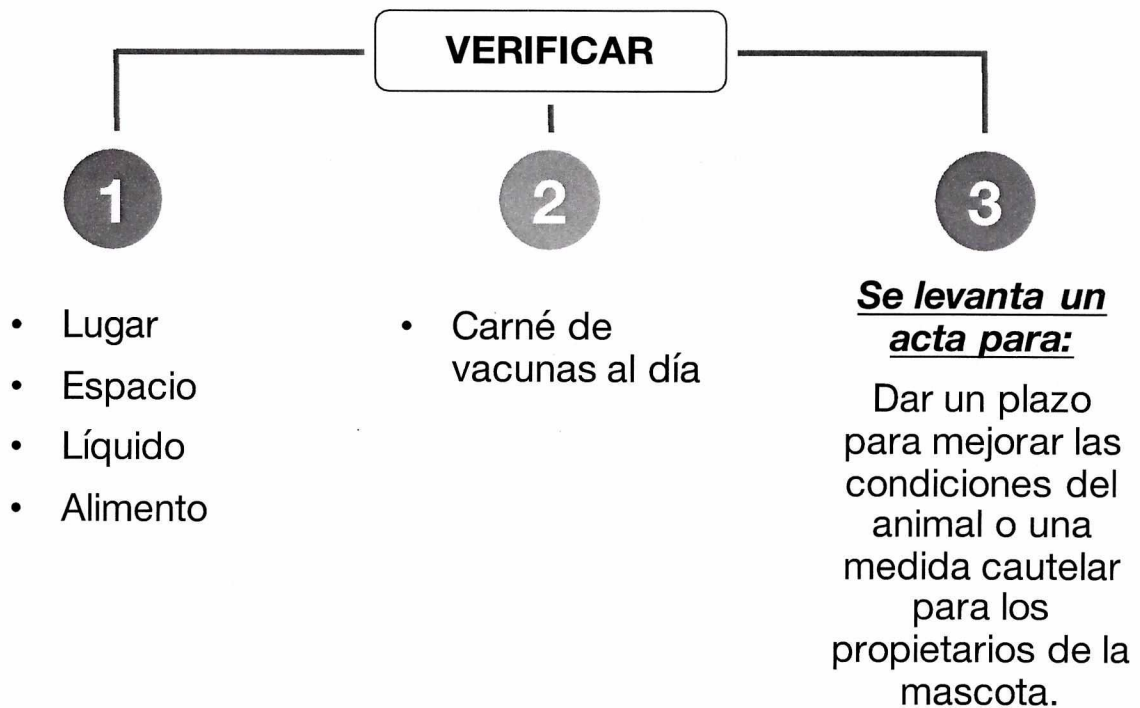 VERIFICAR
1
• Lugar
• Espacio
• Líquido
• Alimento
2
• Carné de
vacunas al día
3
Se levanta un
acta para:
Dar un plazo
para mejorar las
condiciones del
animal o una
medida cautelar
para los
propietarios de la
mascota.